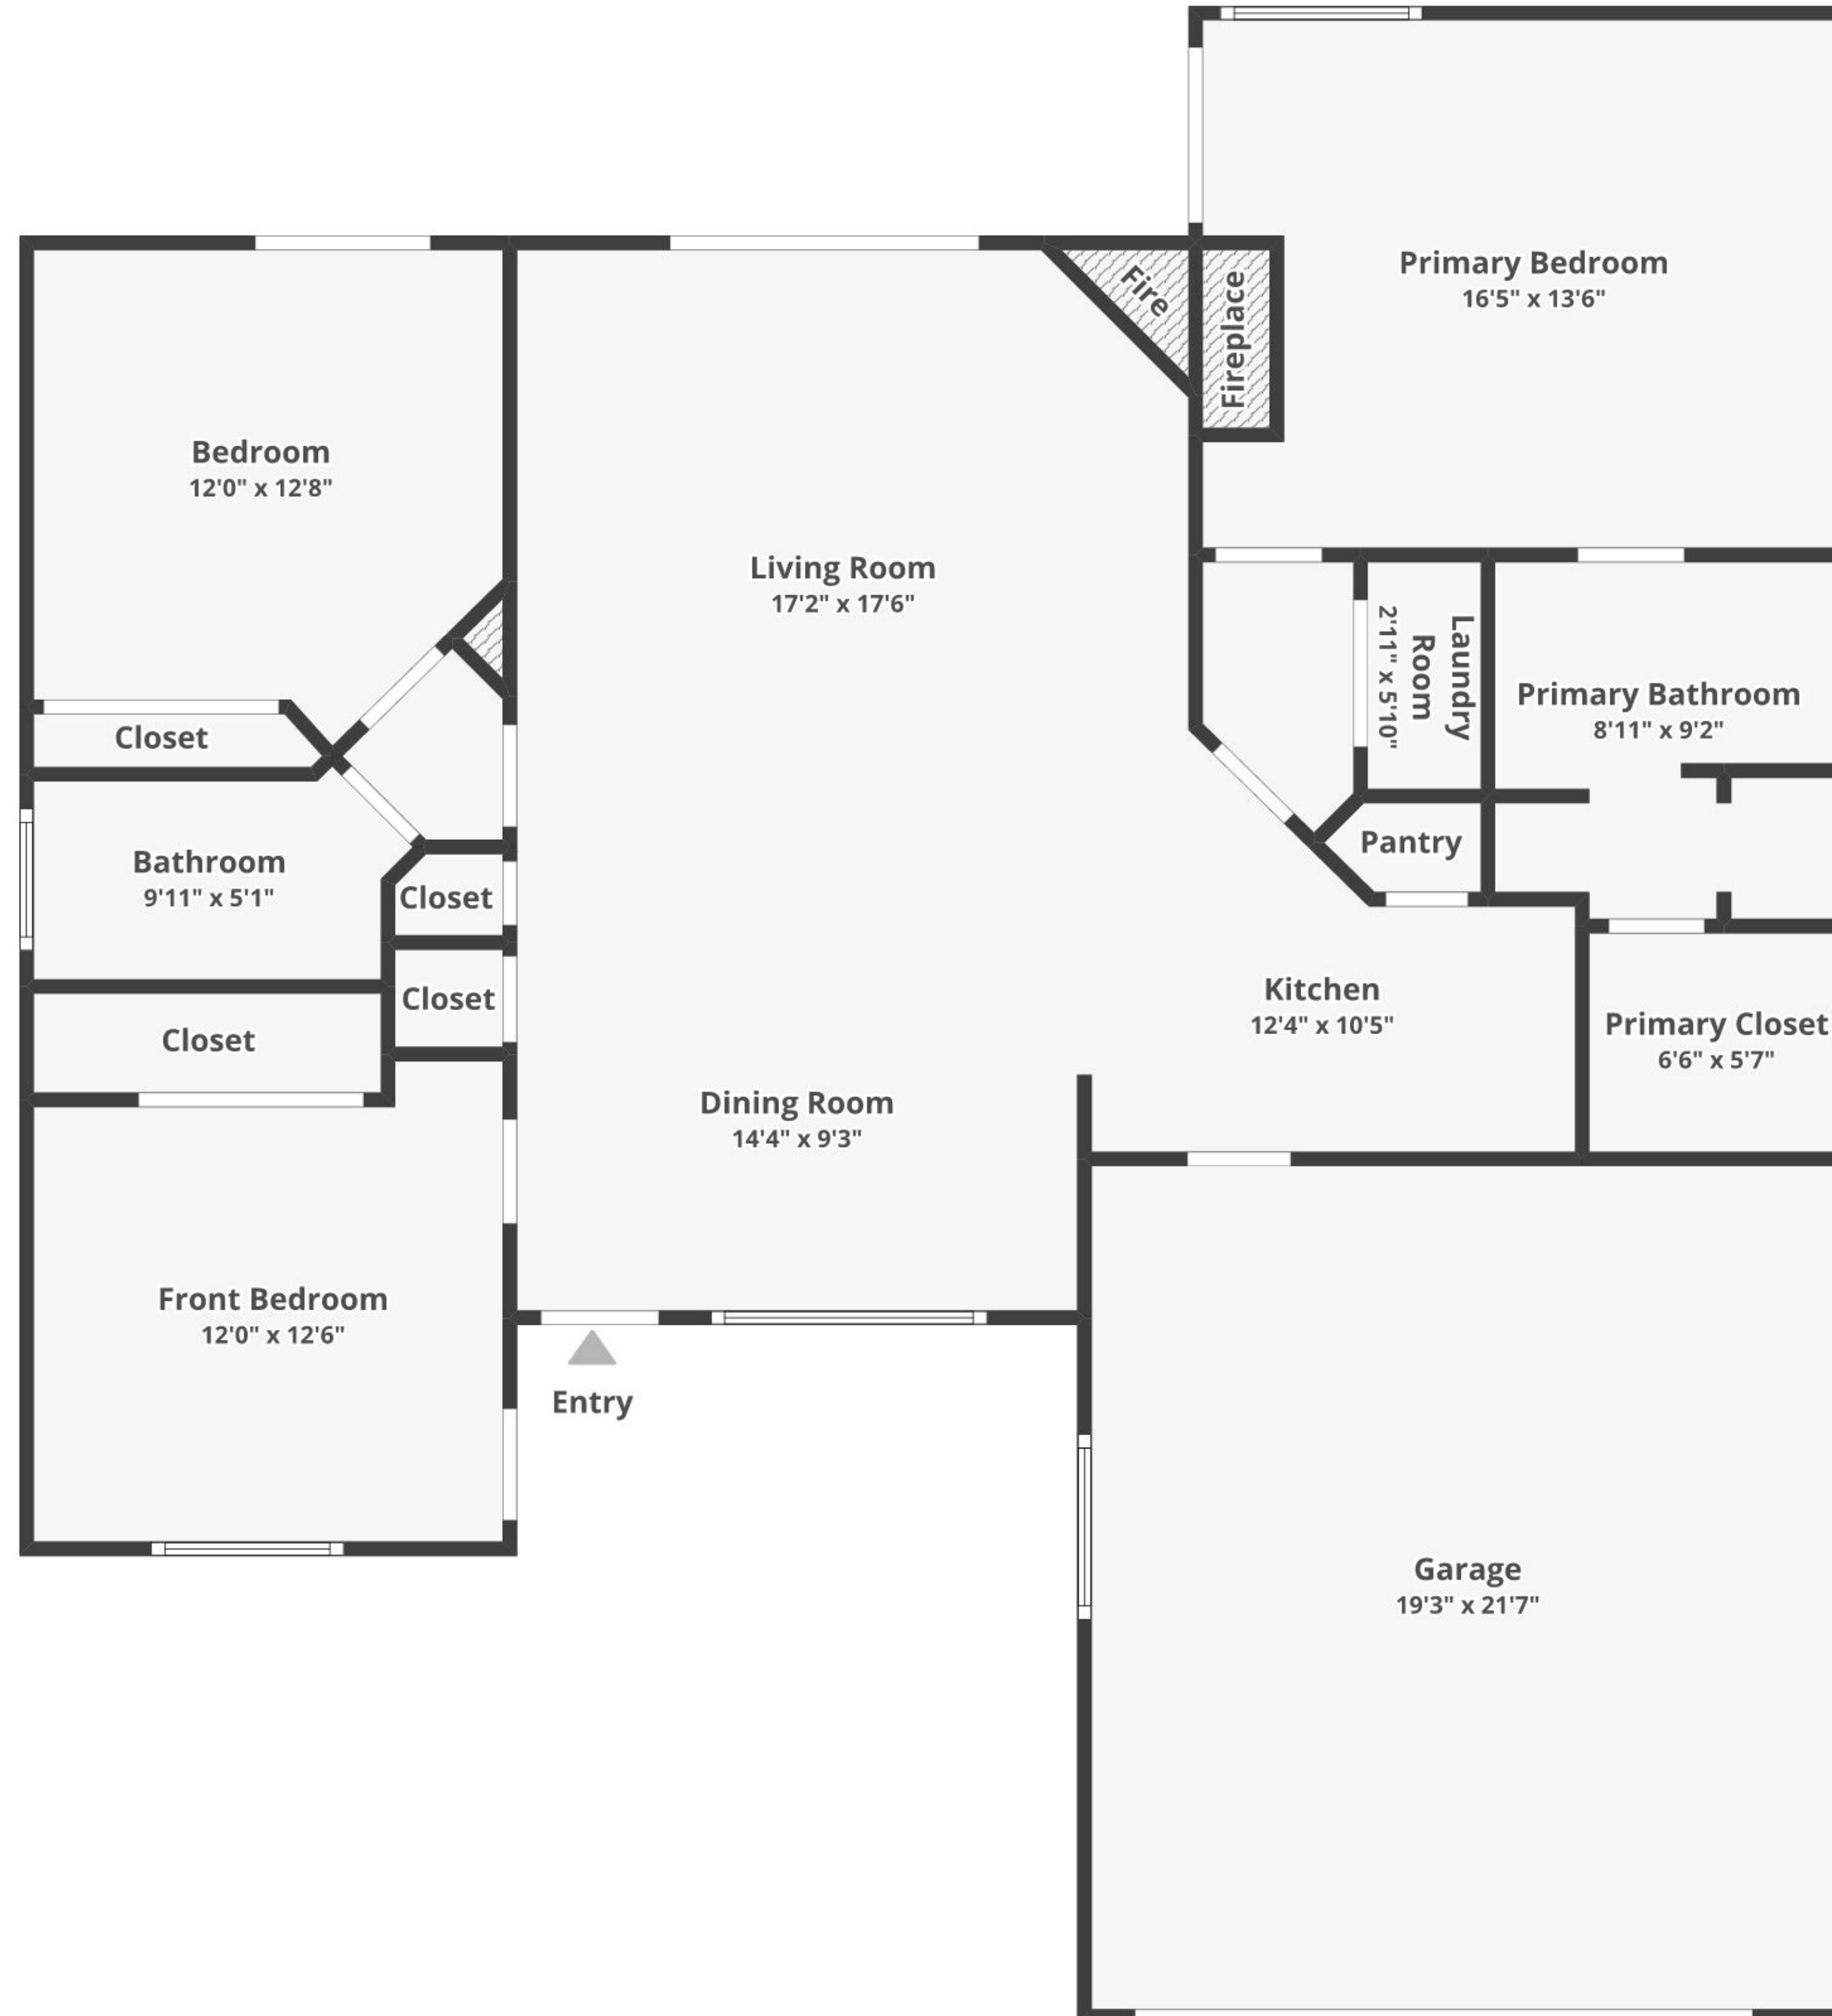 Primary Bedroom
16'5" x 13'6"
Fire
Fireplace
Bedroom
12'0" x 12'8"
Living Room
17'2" x 17'6"
Laundry
Room
2'11" x 5'10"
Primary Bathroom
8'11" x 9'2"
Closet
Pantry
Bathroom
9'11" x 5'1"
Closet
Closet
Closet
Kitchen
12'4" x 10'5"
Primary Closet
6'6" x 5'7"
Dining Room
14'4" x 9'3"
Front Bedroom
12'0" x 12'6"
Entry
Garage
19'3" x 21'7"